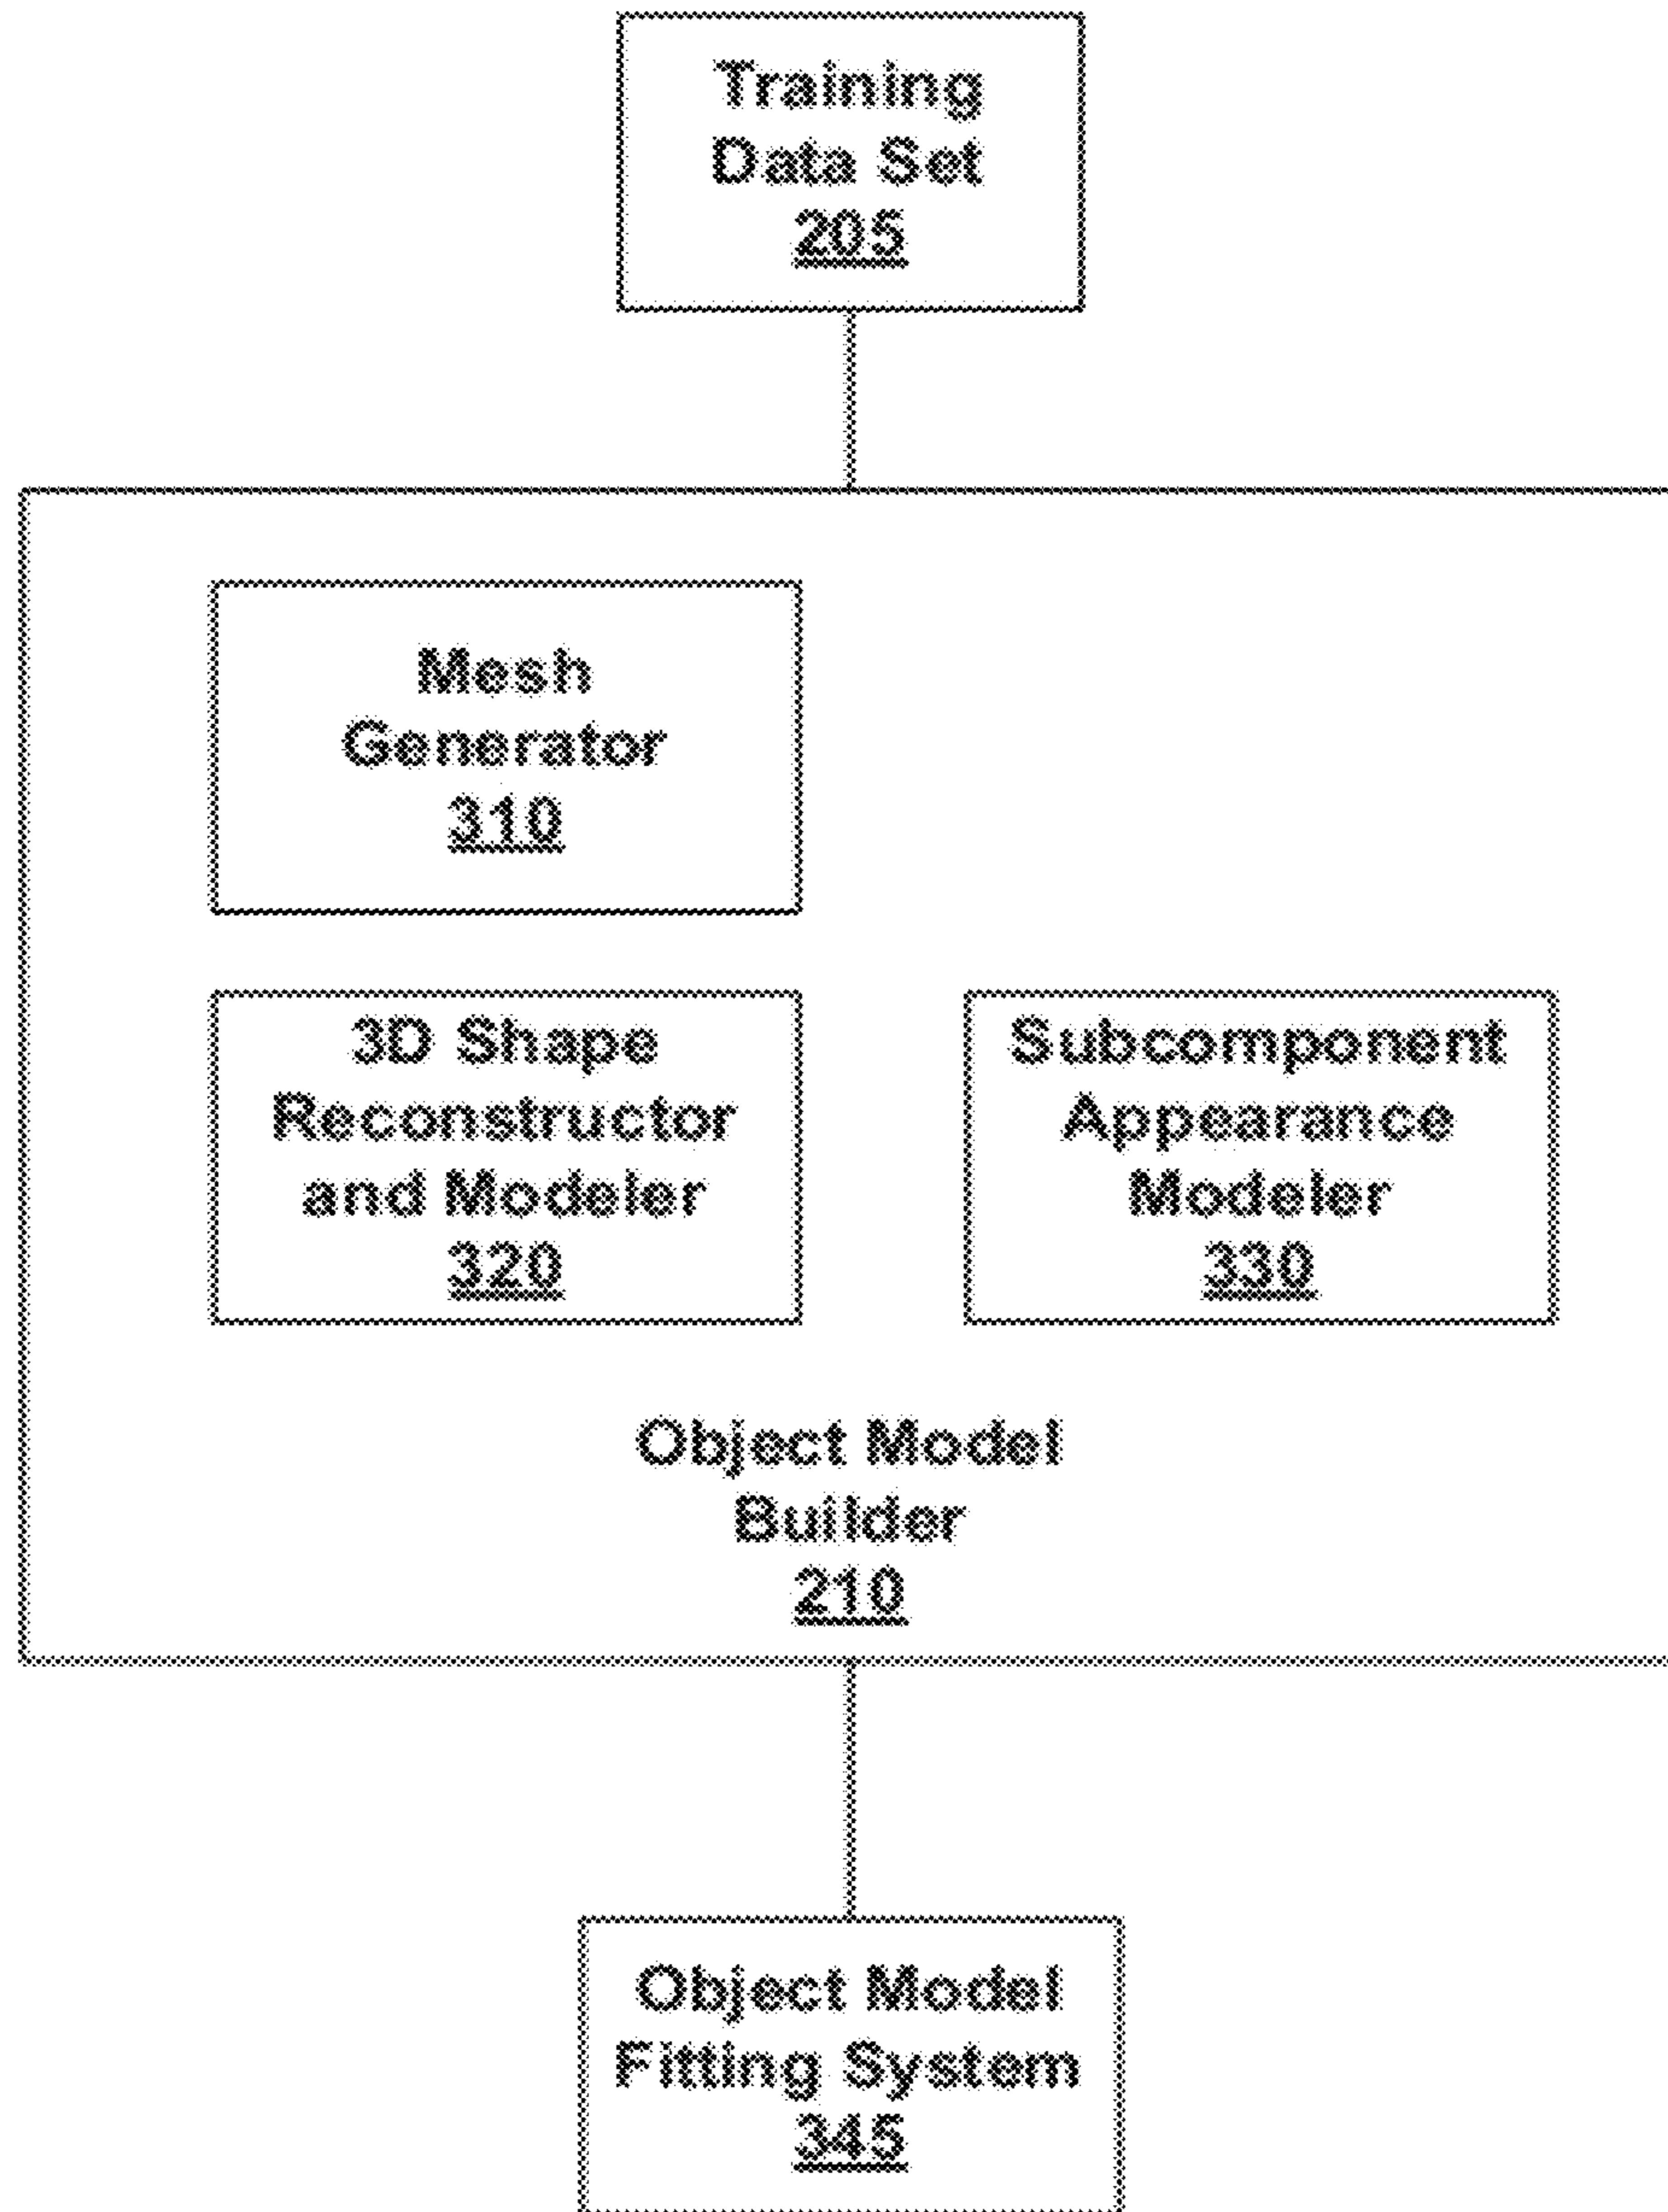 Training
Data Set
205
Mesh
Generator
310
3D Shape
Reconstructor
and Modeler
320
Subcomponent
Appearance
Modeler
330
Object Model
Builder
210
Object Model
Fitting System
345